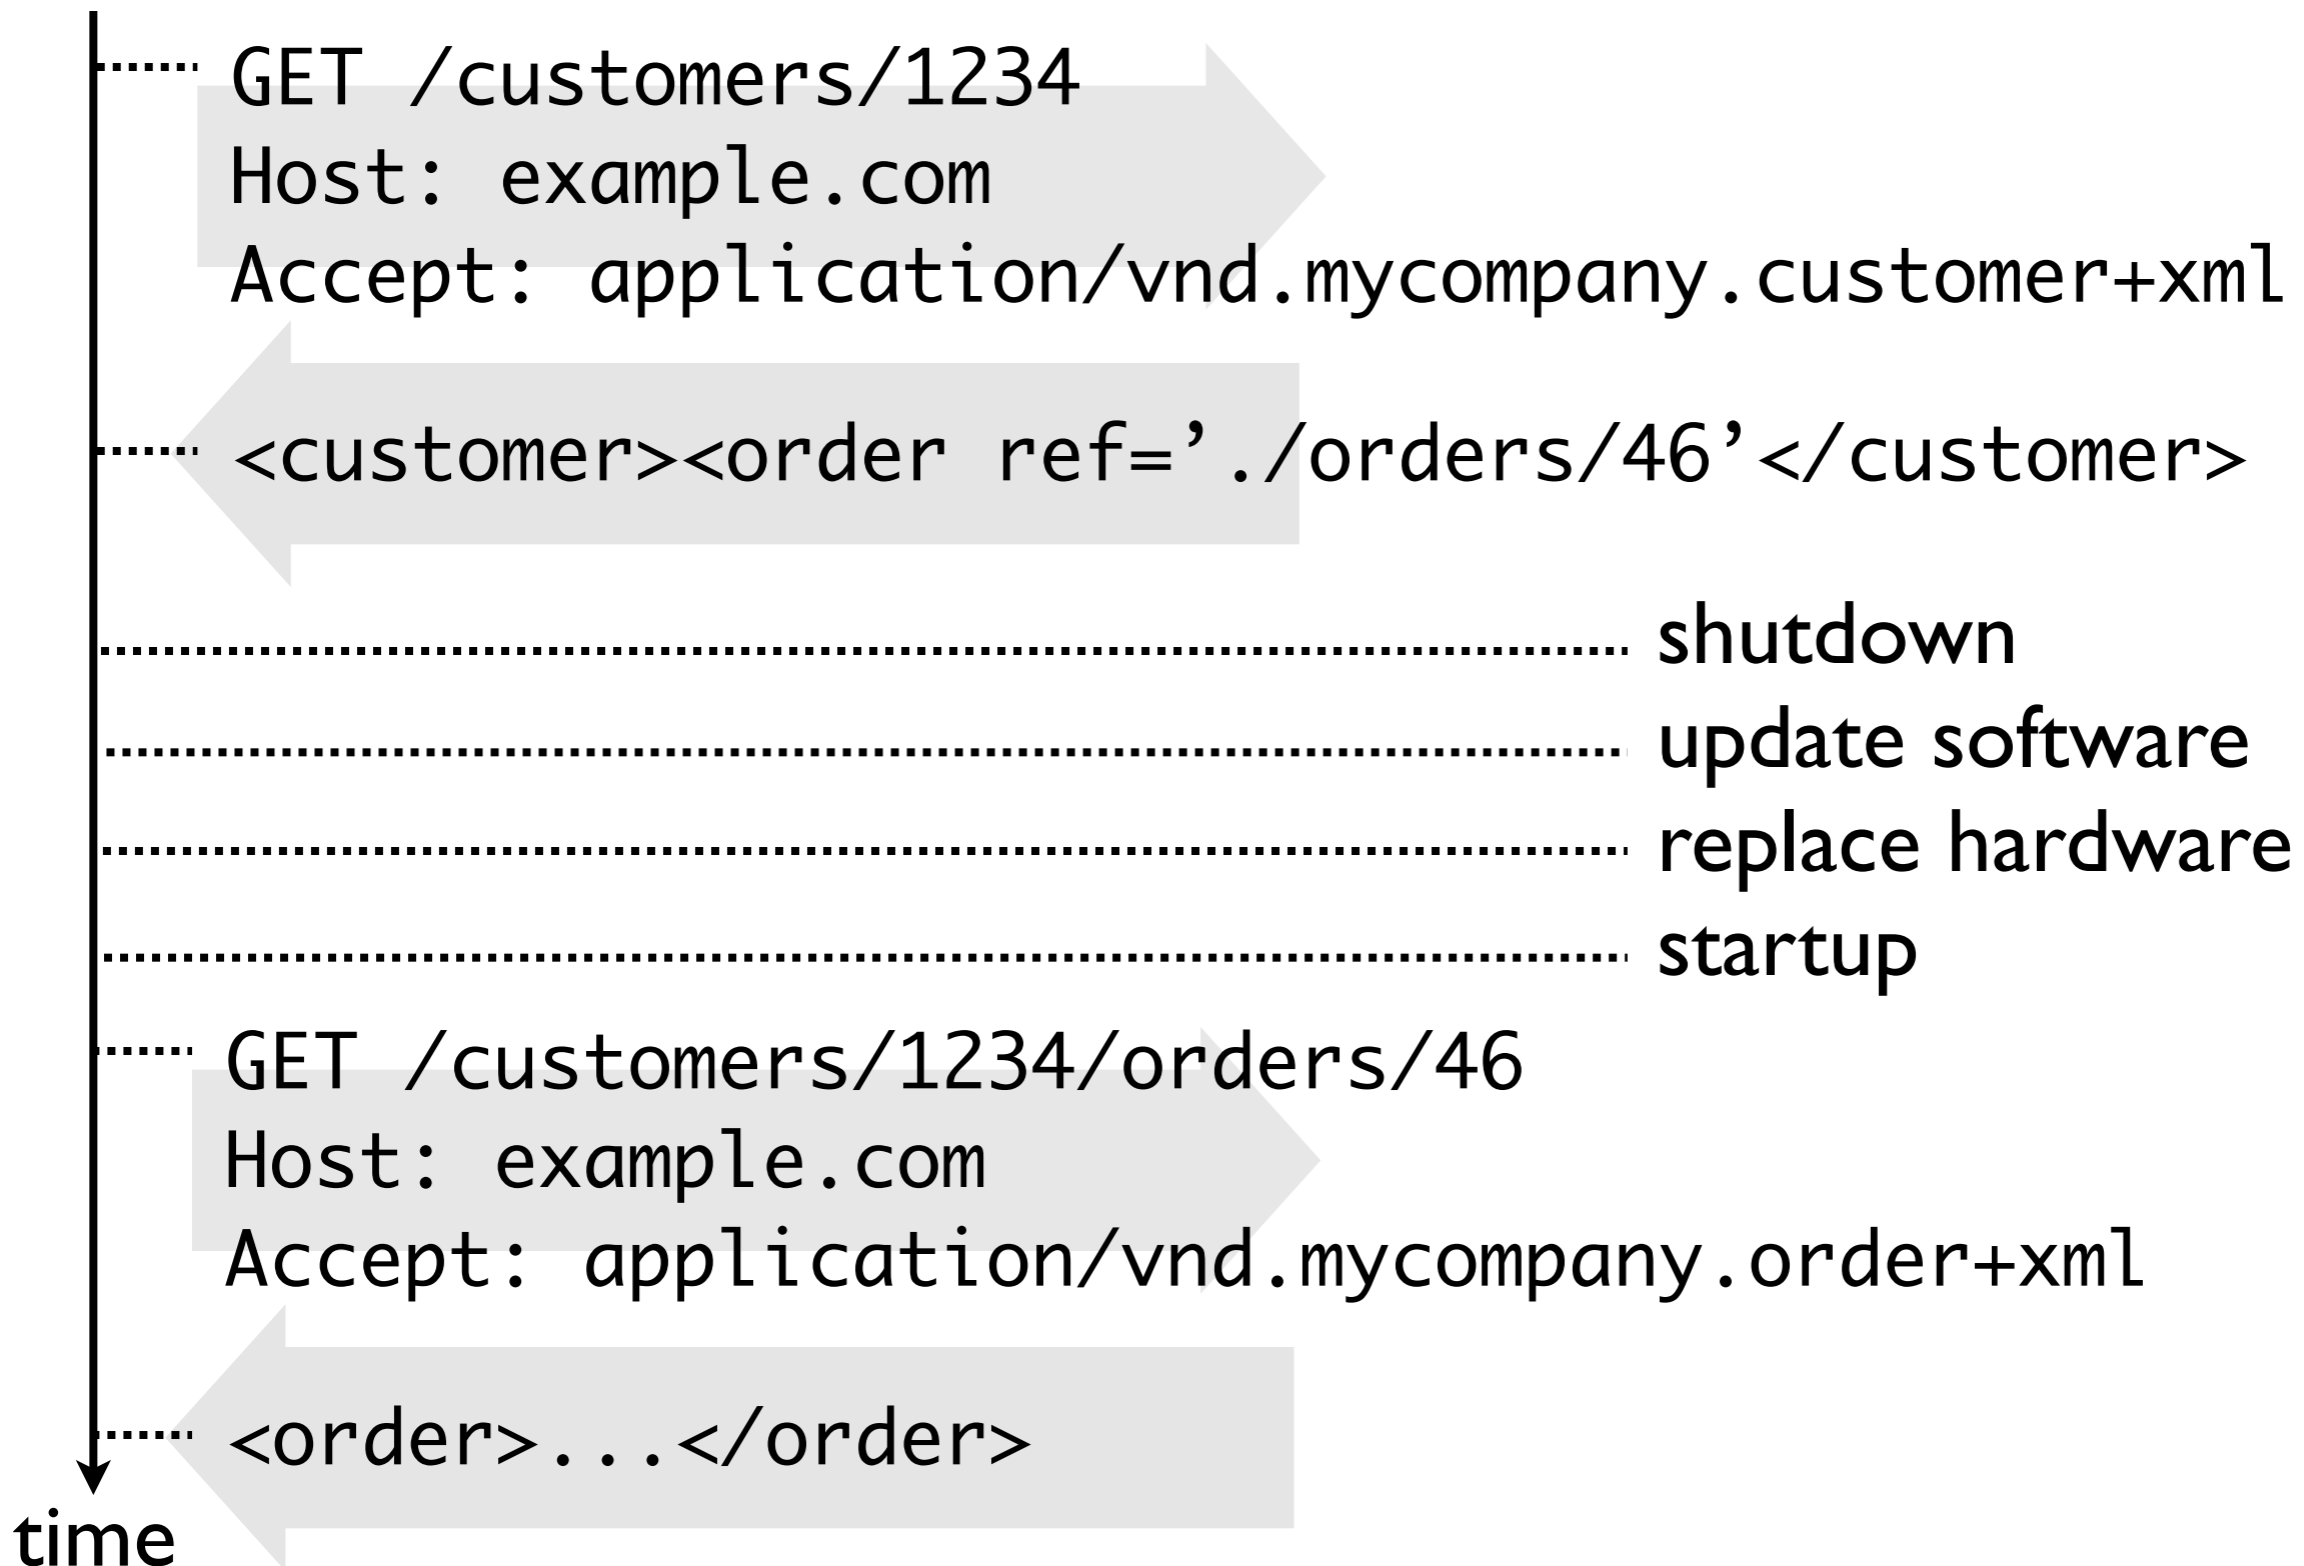 GET /customers/1234
Host: example.com
Accept: application/vnd.mycompany.customer+xml
<customer><order ref=’./orders/46’</customer>
shutdown
update software
replace hardware
startup
GET /customers/1234/orders/46
Host: example.com
Accept: application/vnd.mycompany.order+xml
<order>...</order>
time